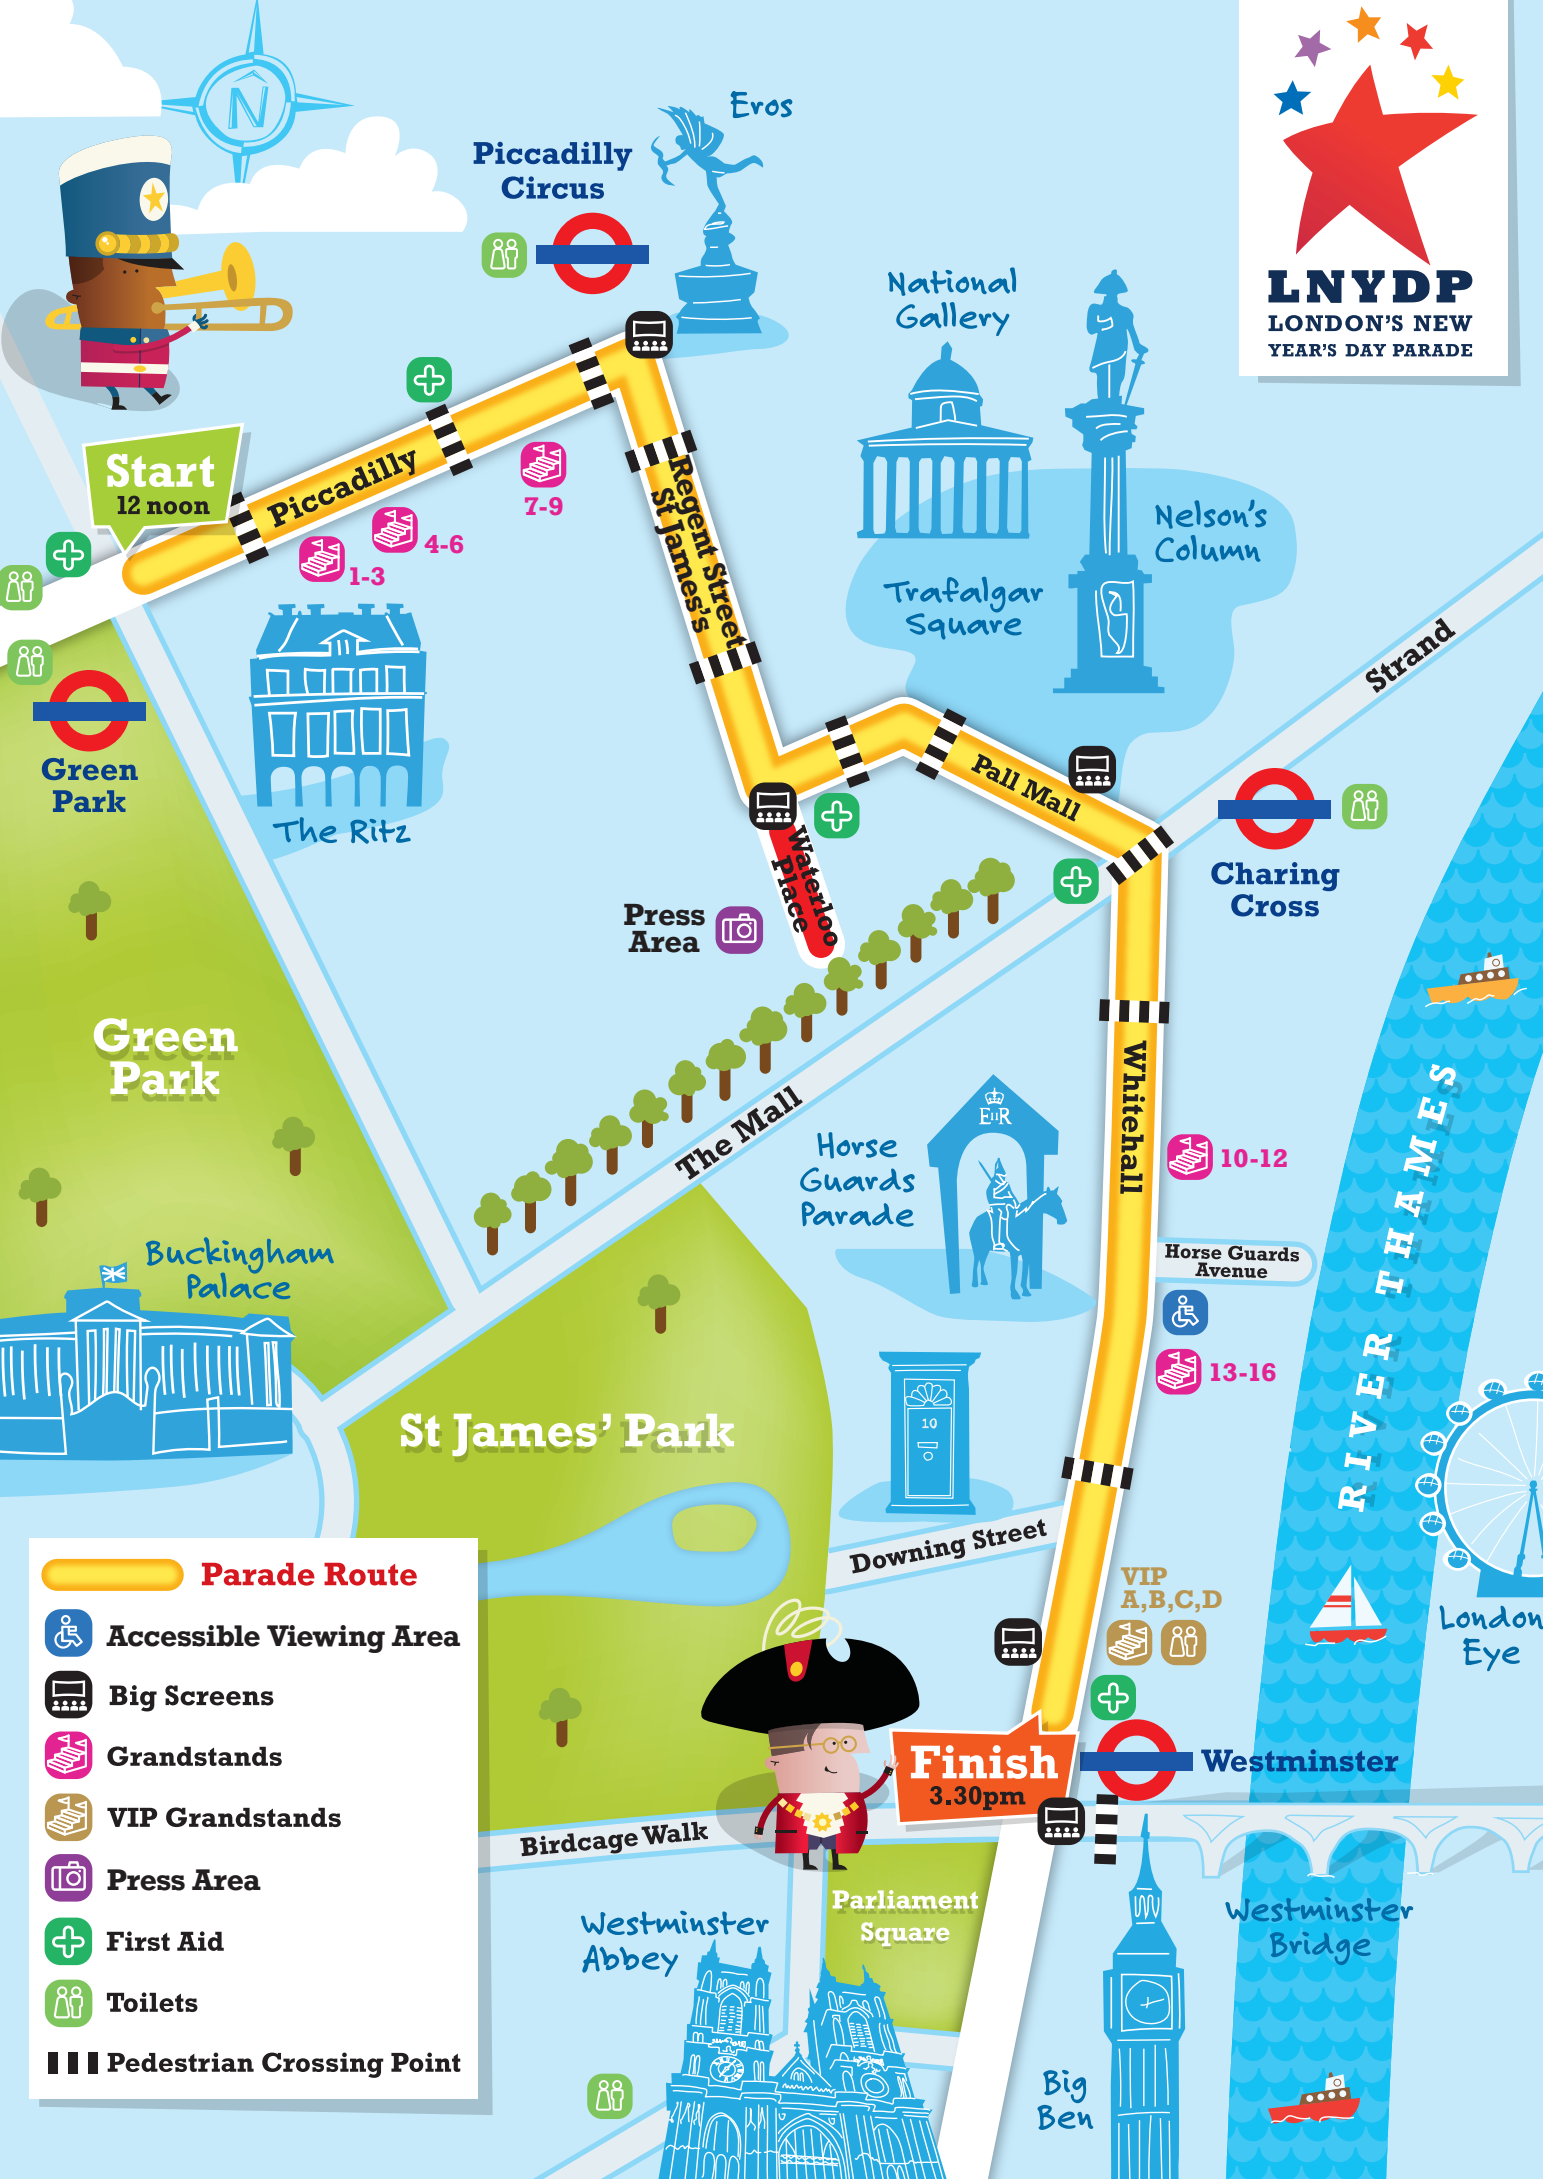 N
Eros
Piccadilly
Circus
LNYDP
LONDON'S NEW
YEAR'S DAY PARADE
National
Gallery
Start
12 noon
Piccadilly
7-9
4-6
1-3
Regent Street
St James's
Nelson's
Column
Trafalgar
Square
Strand
Green
Park
The Ritz
Pall Mall
Charing
Cross
Waterloo
Place
Press
Area
Green
Park
The Mall
Whitehall
EIIR
Horse
Guards
Parade
10-12
RIVER THAMES
Buckingham
Palace
Horse Guards
Avenue
13-16
St James' Park
10
Downing Street
VIP
A,B,C,D
London
Eye
Parade Route
Accessible Viewing Area
Big Screens
Grandstands
VIP Grandstands
Press Area
First Aid
Toilets
Pedestrian Crossing Point
Finish
3.30pm
Westminster
Birdcage Walk
Parliament
Square
Westminster
Abbey
Westminster
Bridge
Big
Ben